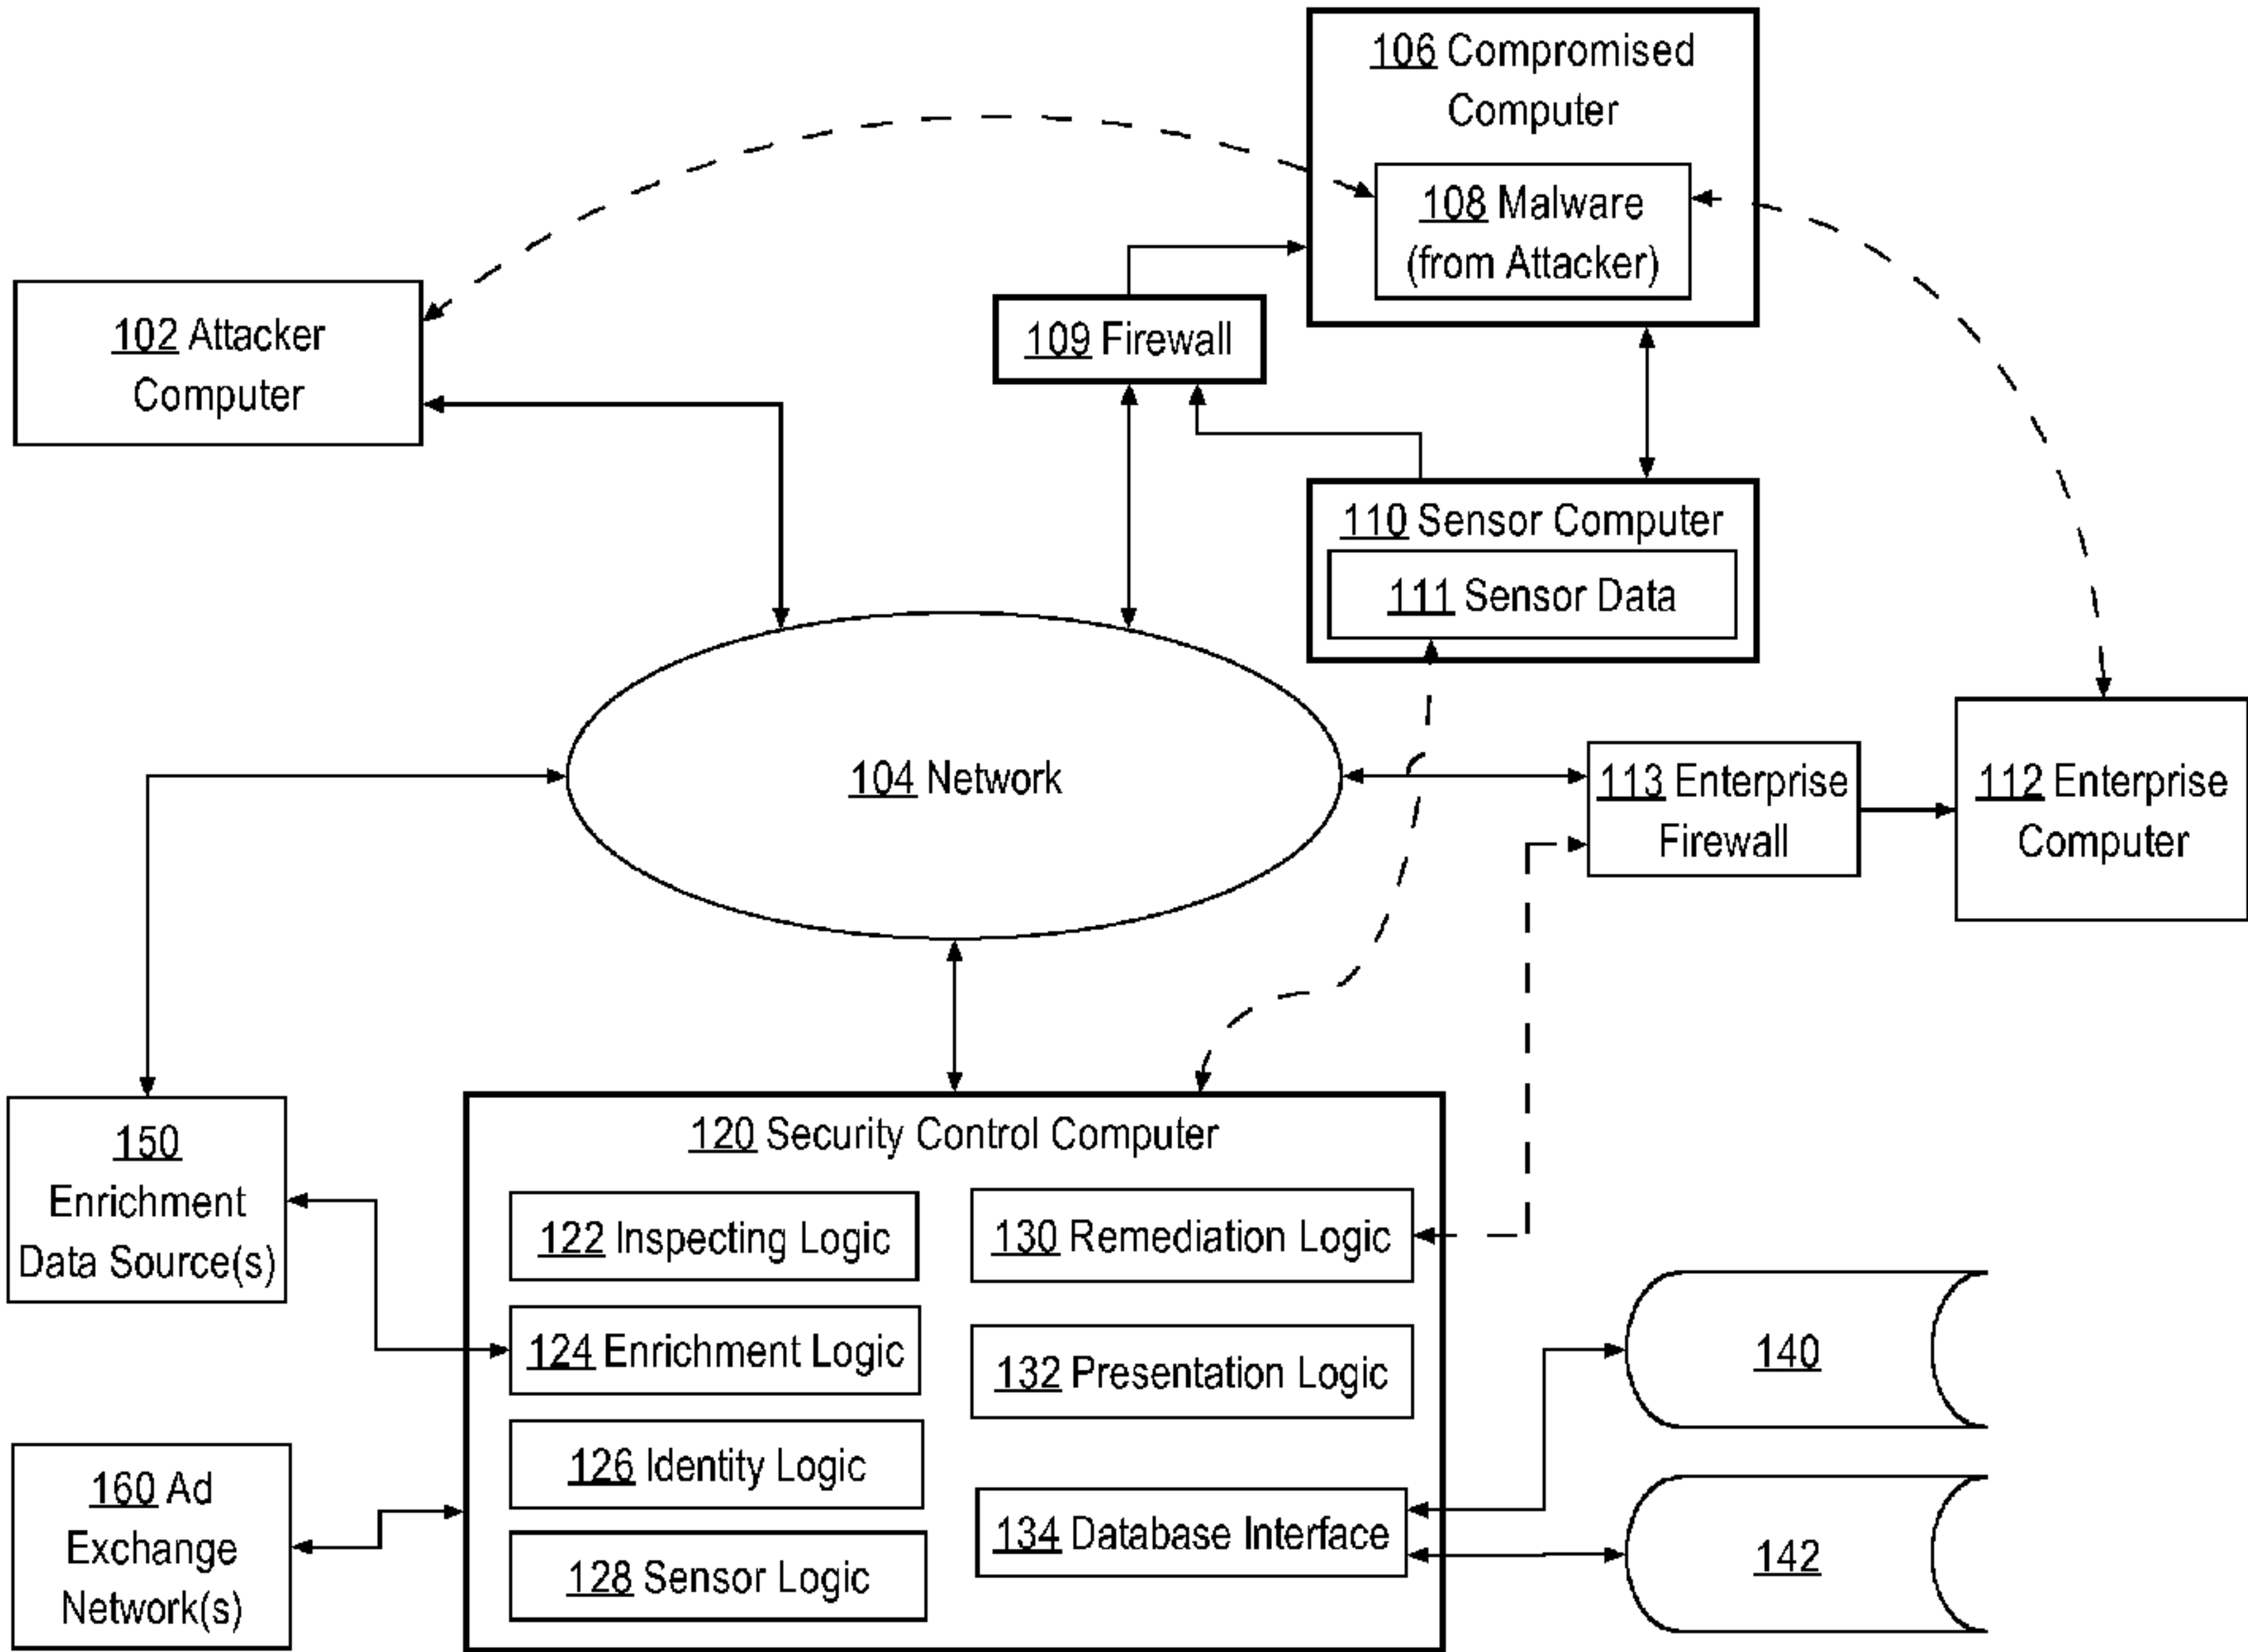 106 Compromised
Computer
108 Malware
(from Attacker)
102 Attacker
Computer
109 Firewall
110 Sensor Computer
111 Sensor Data
104 Network
113 Enterprise
Firewall
112 Enterprise
Computer
150
Enrichment
Data Source(s)
120 Security Control Computer
122 Inspecting Logic
130 Remediation Logic
124 Enrichment Logic
132 Presentation Logic
140
126 Identity Logic
160 Ad
Exchange
Network(s)
134 Database Interface
128 Sensor Logic
142